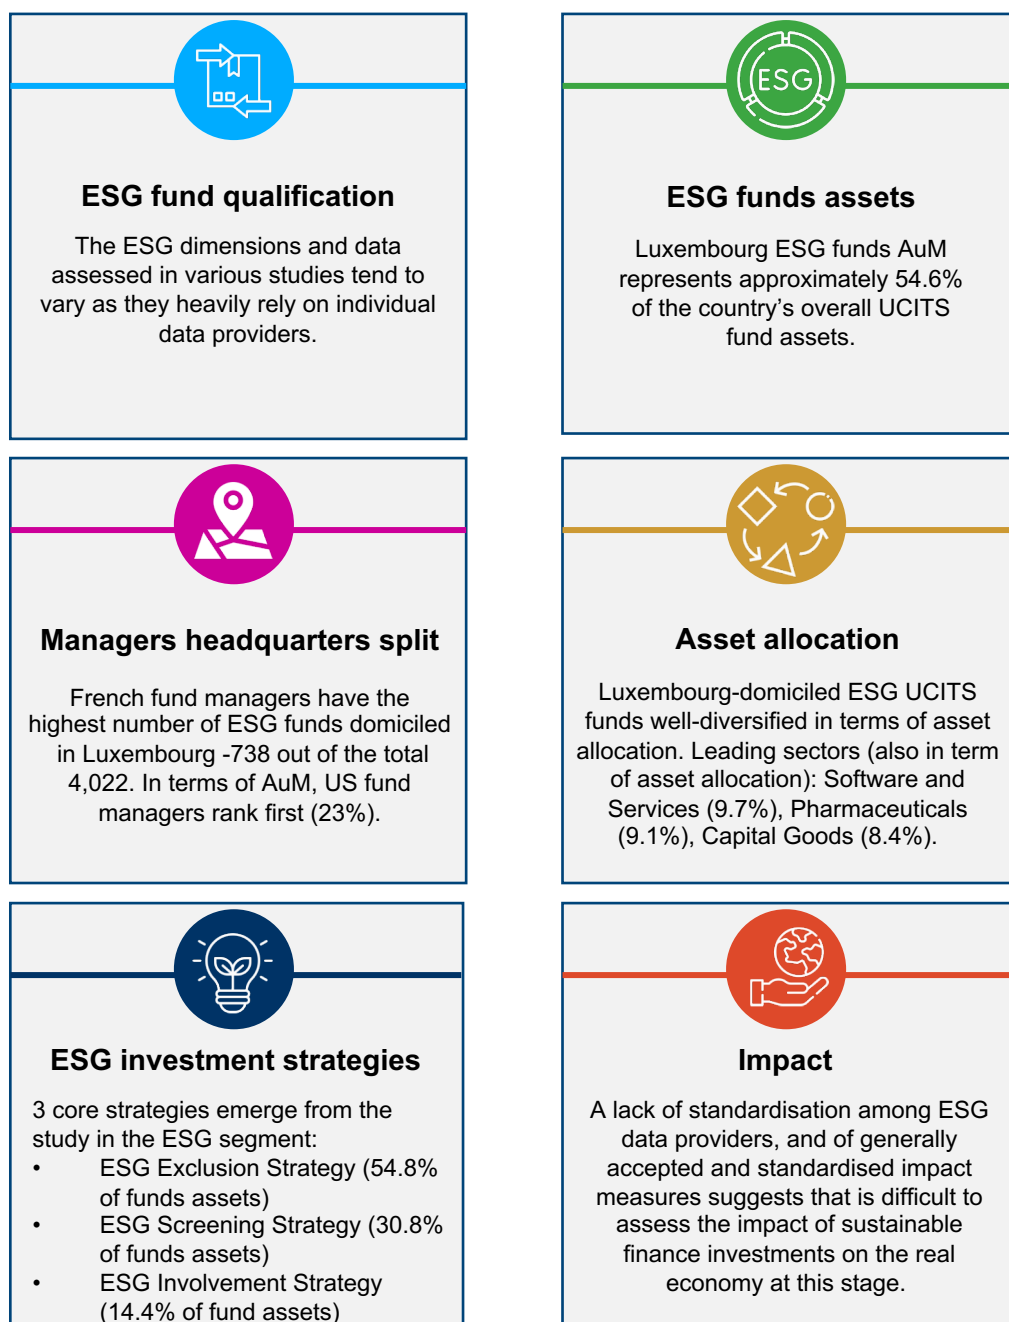 ESG fund qualification
The ESG dimensions and data
assessed in various studies tend to
vary as they heavily rely on individual
data providers.
ESG
ESG funds assets
Luxembourg ESG funds AuM
represents approximately 54.6%
of the country’s overall UCITS
fund assets.
Managers headquarters split
French fund managers have the
highest number of ESG funds domiciled
in Luxembourg -738 out of the total
4,022. In terms of AuM, US fund
managers rank first (23%).
Asset allocation
Luxembourg-domiciled ESG UCITS
funds well-diversified in terms of asset
allocation. Leading sectors (also in term
of asset allocation): Software and
Services (9.7%), Pharmaceuticals
(9.1%), Capital Goods (8.4%).
ESG investment strategies
3 core strategies emerge from the
study in the ESG segment:
• ESG Exclusion Strategy (54.8%
of funds assets)
• ESG Screening Strategy (30.8%
of funds assets)
• ESG Involvement Strategy
(14.4% of fund assets)
Impact
A lack of standardisation among ESG
data providers, and of generally
accepted and standardised impact
measures suggests that is difficult to
assess the impact of sustainable
finance investments on the real
economy at this stage.